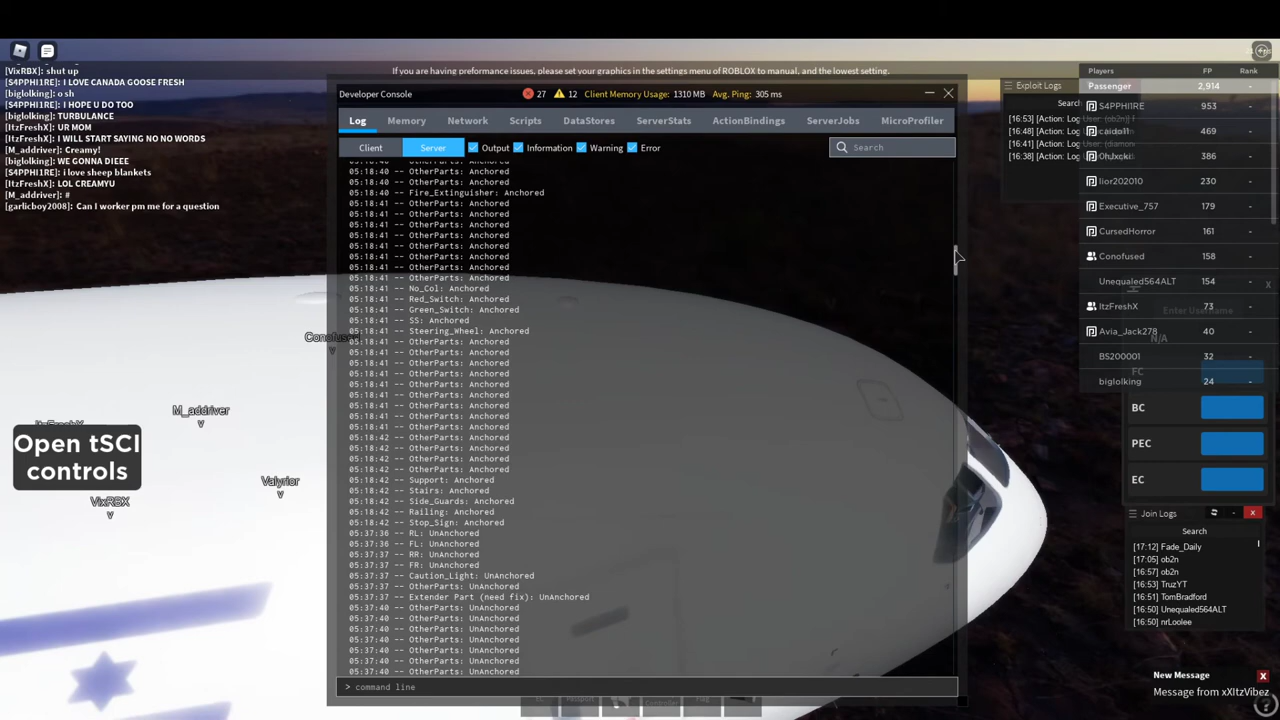 [VixRBX]: shut up
[S4PPHI1RE]: I LOVE CANADA GOOSE FRESH
[biglolking]: o sh
[S4PPHI1RE]: I HOPE U DO TOO
[biglolking]: TURBULANCE
[ItzFreshX]: UR MOM
[ItzFreshX]: I WILL START SAYING NO NO WORDS
[M_addriver]: Creamy!
[biglolking]: WE GONNA DIEEE
[S4PPHI1RE]: i love sheep blankets
[ItzFreshX]: LOL CREAMYU
[M_addriver]: #
[garlicboy2008]: Can I worker pm me for a question
If you are having preformance issues, please set your graphics in the settings menu of ROBLOX to manual, and the lowest setting.
Developer Console
27
12
Client Memory Usage: 1310 MB
Avg. Ping: 305 ms
Log
Memory
Network
Scripts
DataStores
ServerStats
ActionBindings
ServerJobs
MicroProfiler
Client
Server
Output
Information
Warning
Error
Search
05:18:40 -- OtherParts: Anchored
05:18:40 -- OtherParts: Anchored
05:18:40 -- OtherParts: Anchored
05:18:40 -- Fire_Extinguisher: Anchored
05:18:41 -- OtherParts: Anchored
05:18:41 -- OtherParts: Anchored
05:18:41 -- OtherParts: Anchored
05:18:41 -- OtherParts: Anchored
05:18:41 -- OtherParts: Anchored
05:18:41 -- OtherParts: Anchored
05:18:41 -- OtherParts: Anchored
05:18:41 -- OtherParts: Anchored
05:18:41 -- No_Col: Anchored
05:18:41 -- Red_Switch: Anchored
05:18:41 -- Green_Switch: Anchored
05:18:41 -- SS: Anchored
05:18:41 -- Steering_Wheel: Anchored
05:18:41 -- OtherParts: Anchored
05:18:41 -- OtherParts: Anchored
05:18:41 -- OtherParts: Anchored
05:18:41 -- OtherParts: Anchored
05:18:41 -- OtherParts: Anchored
05:18:41 -- OtherParts: Anchored
05:18:41 -- OtherParts: Anchored
05:18:41 -- OtherParts: Anchored
05:18:41 -- OtherParts: Anchored
05:18:42 -- OtherParts: Anchored
05:18:42 -- OtherParts: Anchored
05:18:42 -- OtherParts: Anchored
05:18:42 -- OtherParts: Anchored
05:18:42 -- Support: Anchored
05:18:42 -- Stairs: Anchored
05:18:42 -- Side_Guards: Anchored
05:18:42 -- Railing: Anchored
05:18:42 -- Stop_Sign: Anchored
05:37:36 -- RL: UnAnchored
05:37:36 -- FL: UnAnchored
05:37:37 -- RR: UnAnchored
05:37:37 -- FR: UnAnchored
05:37:37 -- Caution_Light: UnAnchored
05:37:37 -- OtherParts: UnAnchored
05:37:37 -- Extender Part (need fix): UnAnchored
05:37:40 -- OtherParts: UnAnchored
05:37:40 -- OtherParts: UnAnchored
05:37:40 -- OtherParts: UnAnchored
05:37:40 -- OtherParts: UnAnchored
05:37:40 -- OtherParts: UnAnchored
05:37:40 -- OtherParts: UnAnchored
05:37:40 -- OtherParts: UnAnchored
> command line
M_addriver
v
Valyrior
v
VixRBX
v
Open tSCI
controls
Exploit Logs
[16:53] [Action: Log
[16:48] [Action: Log
[16:41] [Action: Log
[16:38] [Action: Log
Players FP Rank
Passenger 2,914
S4PPHI1RE 953 -
caido11 469 -
386 -
lior202010 230 -
Executive_757 179 -
CursedHorror 161 -
Conofused 158 -
Unequaled564ALT 154 -
ItzFreshX 73 -
Avia_Jack278 40 -
BS200001 32 -
biglolking 24 -
Enter Username
N/A
FC
BC
PEC
EC
Join Logs
Search
[17:12] Fade_Daily
[17:05] ob2n
[16:57] ob2n
[16:53] TruzYT
[16:51] TomBradford
[16:50] Unequaled564ALT
[16:50] nrLoolee
New Message
Message from xXItzVibez